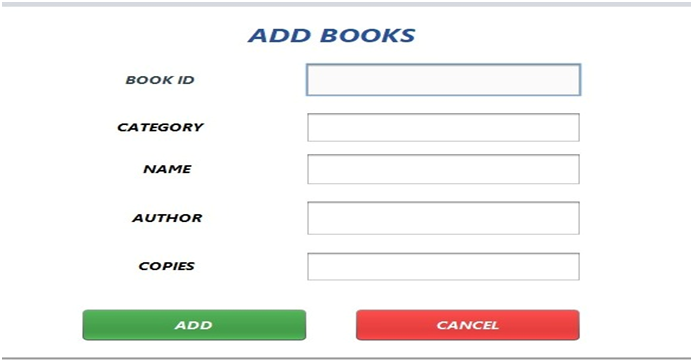 ADD BOOKS
BOOK ID
CATEGORY
NAME
AUTHOR
COPIES
ADD CANCEL